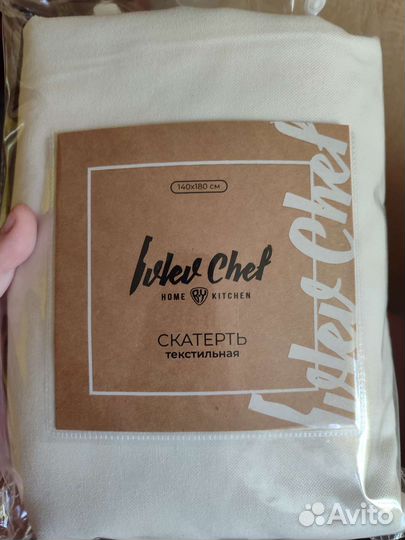 140х180 см
Ivlev Chef
HOME KITCHEN
СКАТЕРТЬ
текстильная
Ivlev Chef
Avito